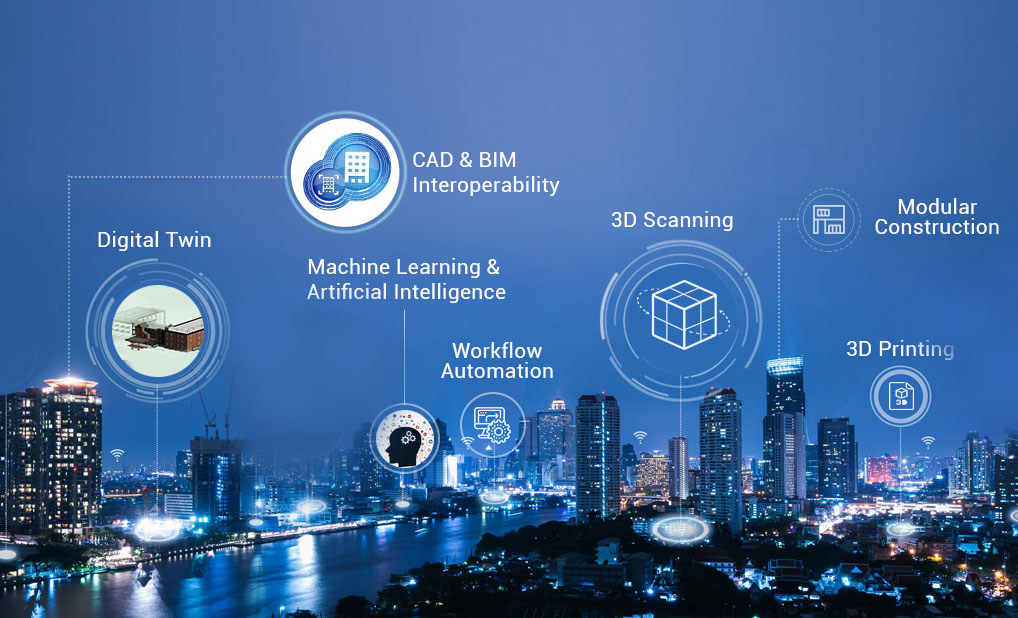 CAD & BIM
Interoperability
Digital Twin
Machine Learning &
Artificial Intelligence
Workflow
Automation
3D Scanning
Modular
Construction
3D Printing
3D